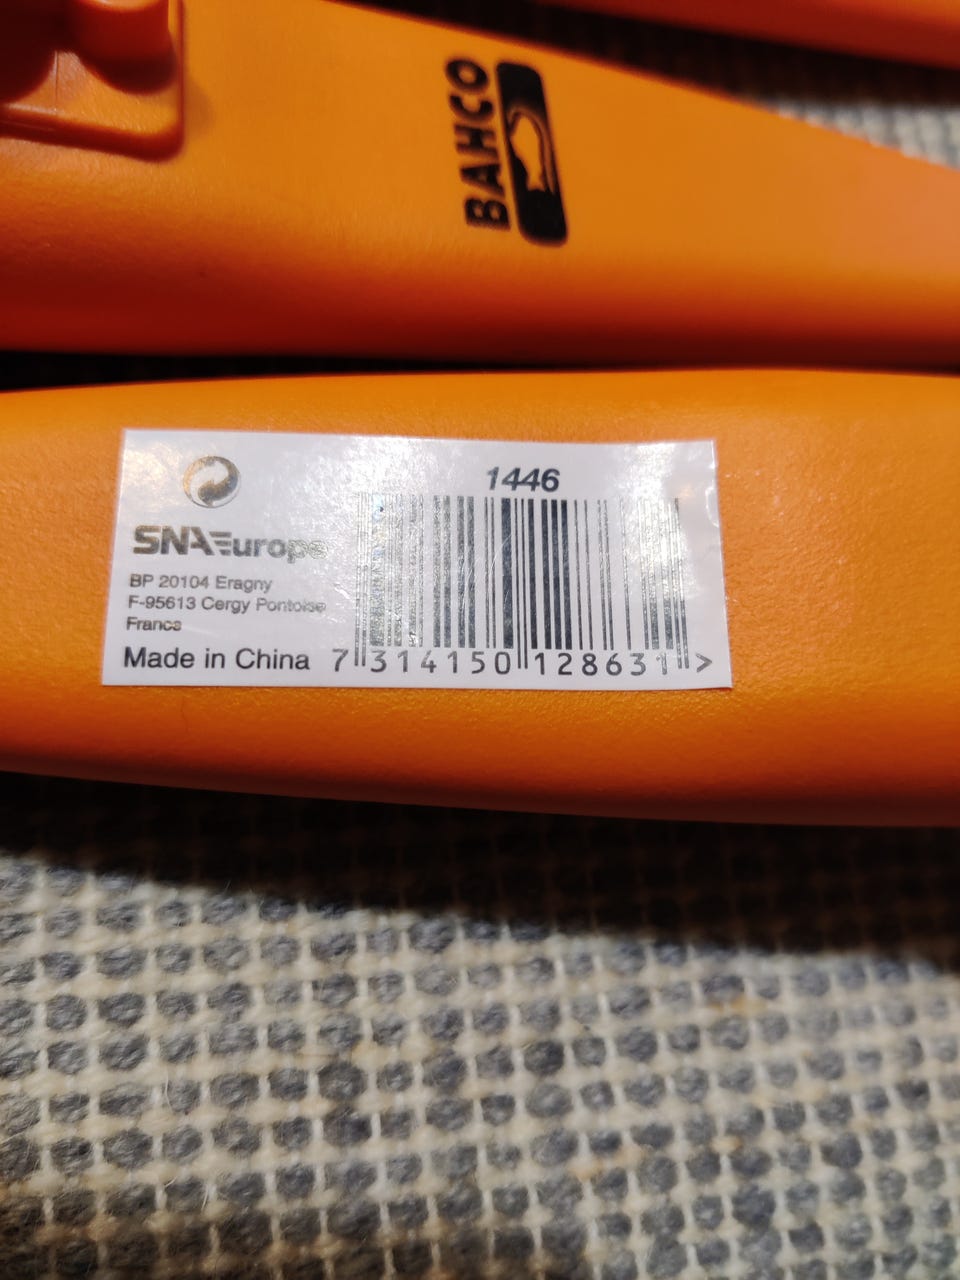 BAHCO
1446
SNA Europe
BP 20104 Eragny
F-95613 Cergy Pontoise
France
Made in China
7 314150 128631 >